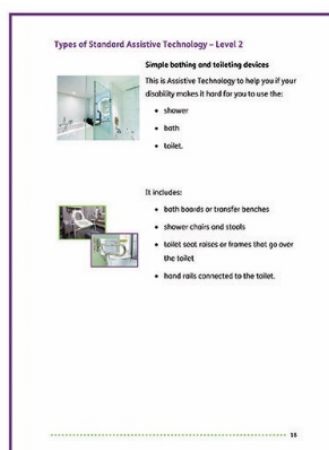 Types of Standard Assistive Technology – Level 2
Simple bathing and toileting devices
This is Assistive Technology to help you if your
disability makes it hard for you to use the:
• shower
• bath
• toilet.
It includes:
• bath boards or transfer benches
• shower chairs and stools
• toilet seat raises or frames that go over
the toilet
• hand rails connected to the toilet.